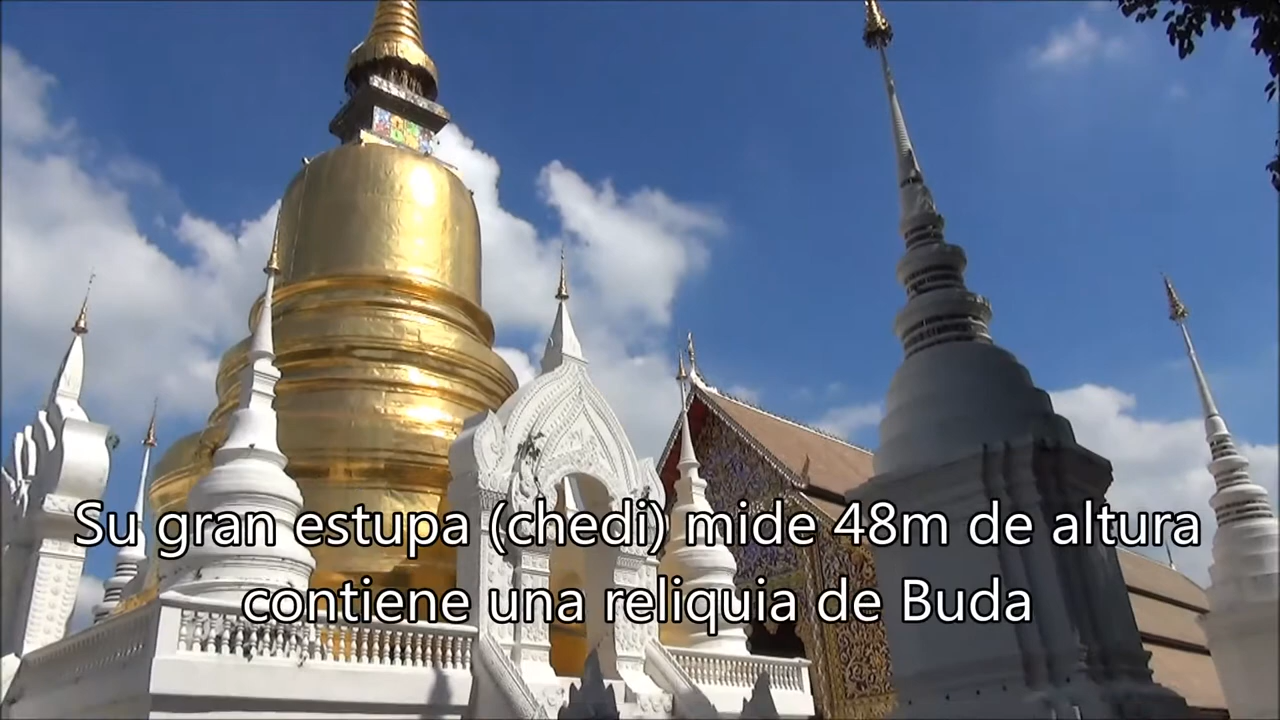 Su gran estupa (chedi) mide 48m de altura
contiene una reliquia de Buda